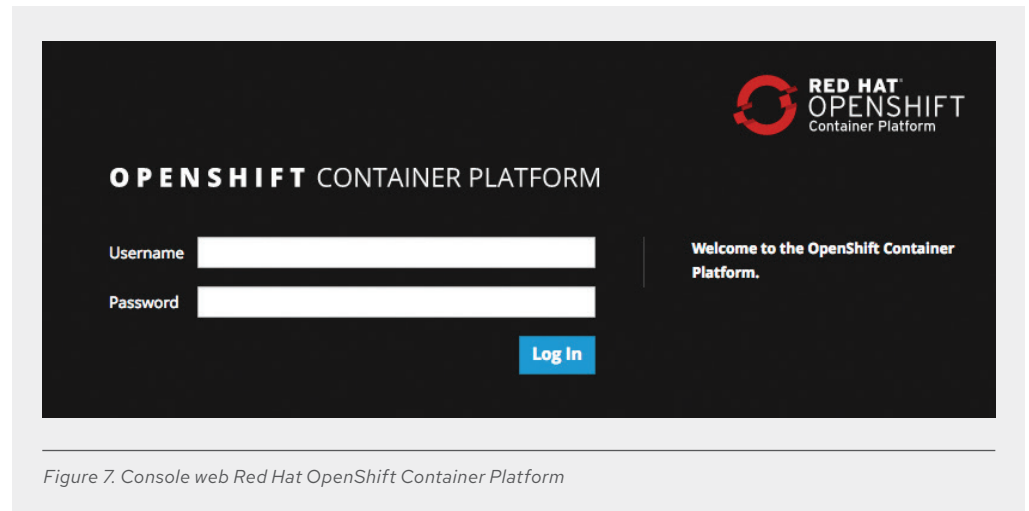 RED HAT®
OPENSHIFT
Container Platform
OPENSHIFT CONTAINER PLATFORM
Username
Password
Log In
Welcome to the OpenShift Container
Platform.
Figure 7. Console web Red Hat OpenShift Container Platform